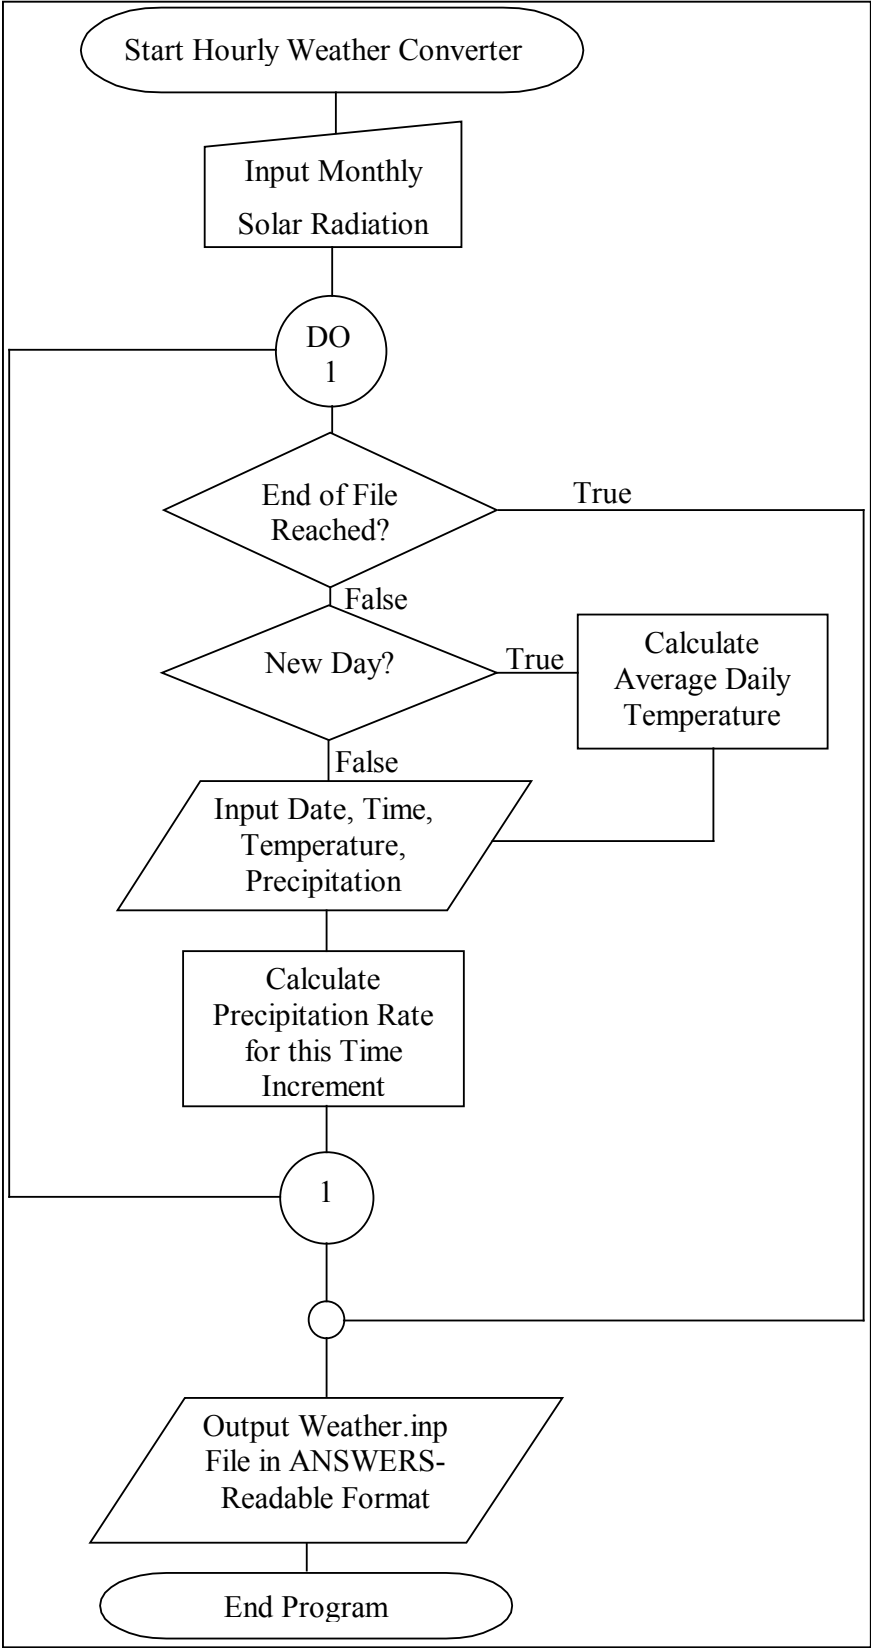 Start Hourly Weather Converter
Input Monthly
Solar Radiation
DO
1
End of File
Reached?
True
False
New Day?
True
Calculate
Average Daily
Temperature
False
Input Date, Time,
Temperature,
Precipitation
Calculate
Precipitation Rate
for this Time
Increment
1
Output Weather.inp
File in ANSWERS-
Readable Format
End Program